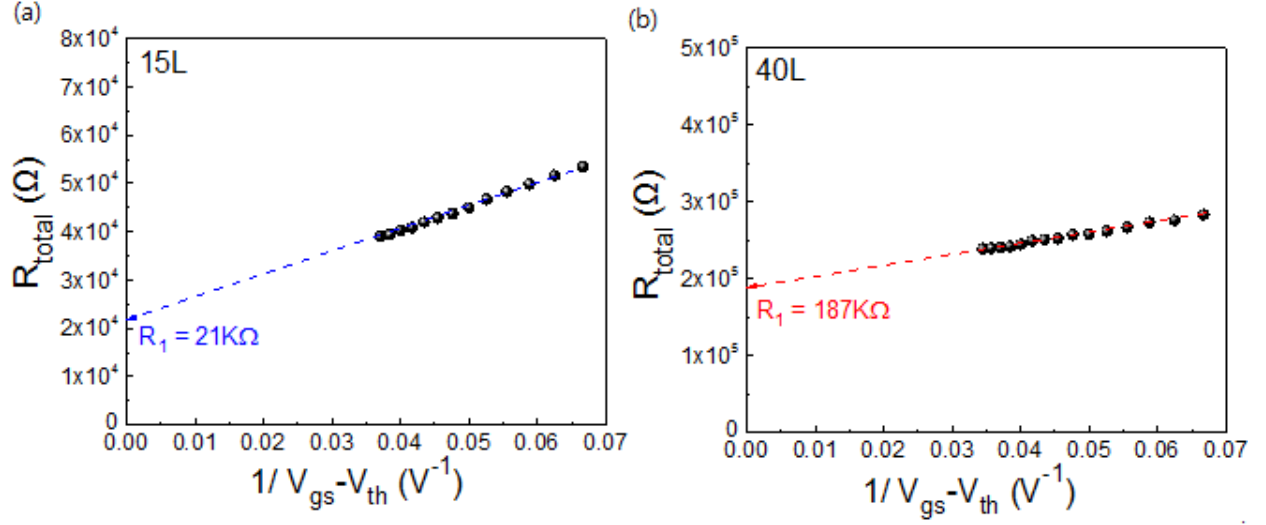 (a)
15L
R_total (Ω)
8x10⁴
7x10⁴
6x10⁴
5x10⁴
4x10⁴
3x10⁴
2x10⁴
1x10⁴
0
R₁ = 21KΩ
0.00 0.01 0.02 0.03 0.04 0.05 0.06 0.07
1/ V_gs-V_th (V⁻¹)
(b)
40L
R_total (Ω)
5x10⁵
4x10⁵
3x10⁵
2x10⁵
1x10⁵
0
R₁ = 187KΩ
0.00 0.01 0.02 0.03 0.04 0.05 0.06 0.07
1/ V_gs-V_th (V⁻¹)